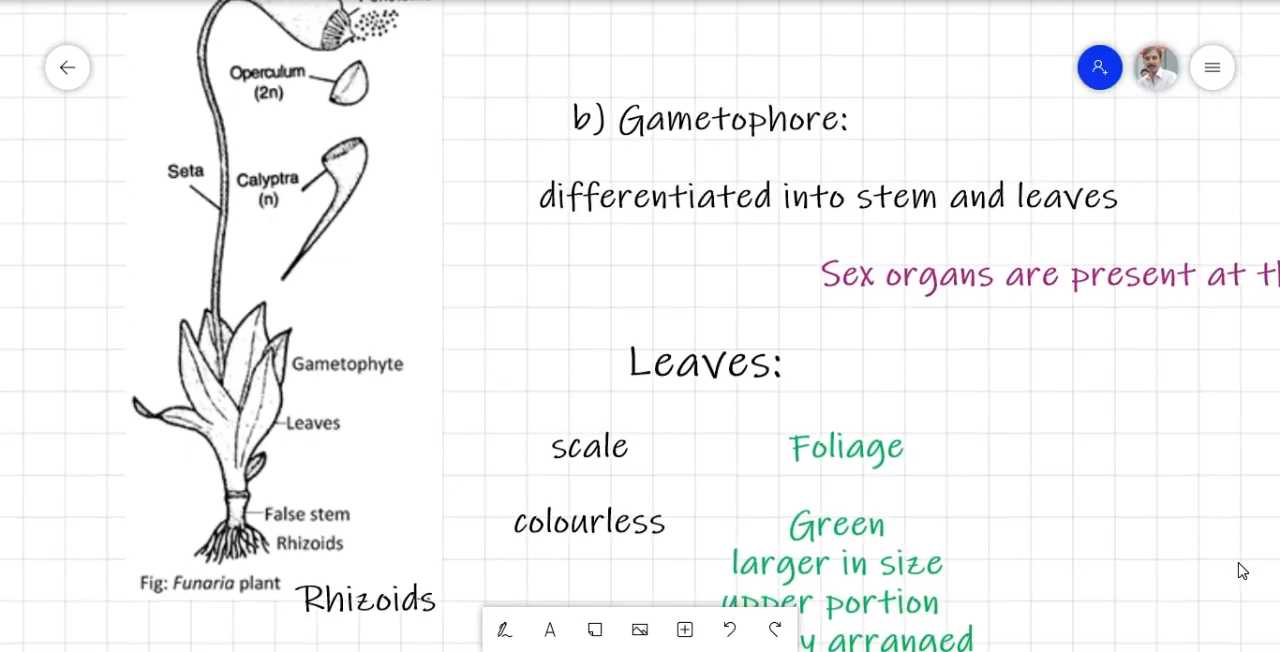 Operculum
(2n)
Seta
Calyptra
(n)
Gametophyte
Leaves
False stem
Rhizoids
Fig: Funaria plant
Rhizoids
b) Gametophore:
differentiated into stem and leaves
Sex organs are present at
Leaves:
scale
Foliage
colourless
Green
larger in size
upper portion
arranged
A